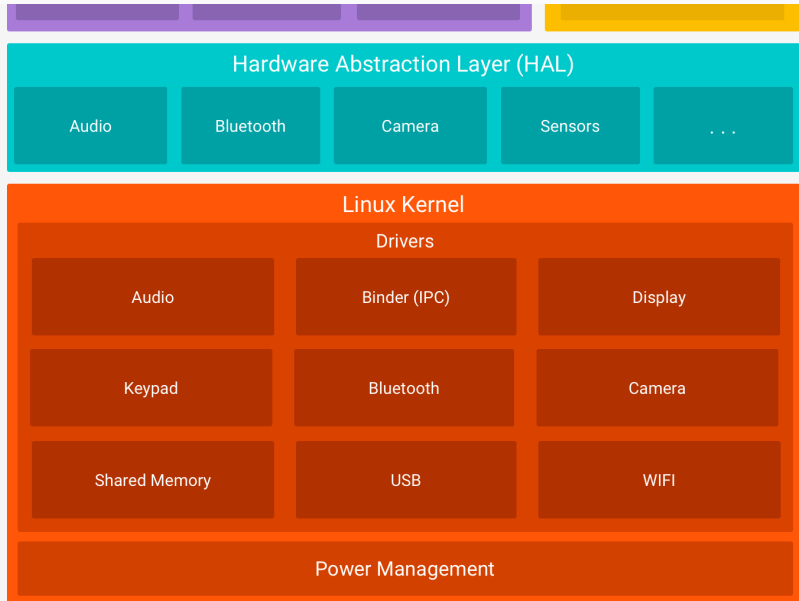 Hardware Abstraction Layer (HAL)
Audio Bluetooth Camera Sensors . . .
Linux Kernel
Drivers
Audio Binder (IPC) Display
Keypad Bluetooth Camera
Shared Memory USB WIFI
Power Management